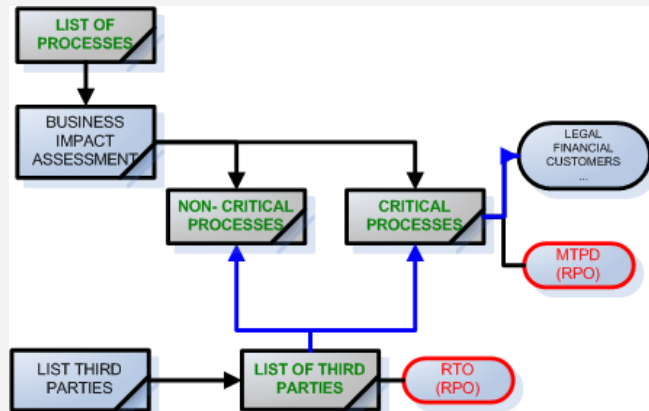 LIST OF
PROCESSES
BUSINESS
IMPACT
ASSESSMENT
LEGAL
FINANCIAL
CUSTOMERS
...
NON- CRITICAL
PROCESSES
CRITICAL
PROCESSES
MTPD
(RPO)
LIST THIRD
PARTIES
LIST OF THIRD
PARTIES
RTO
(RPO)